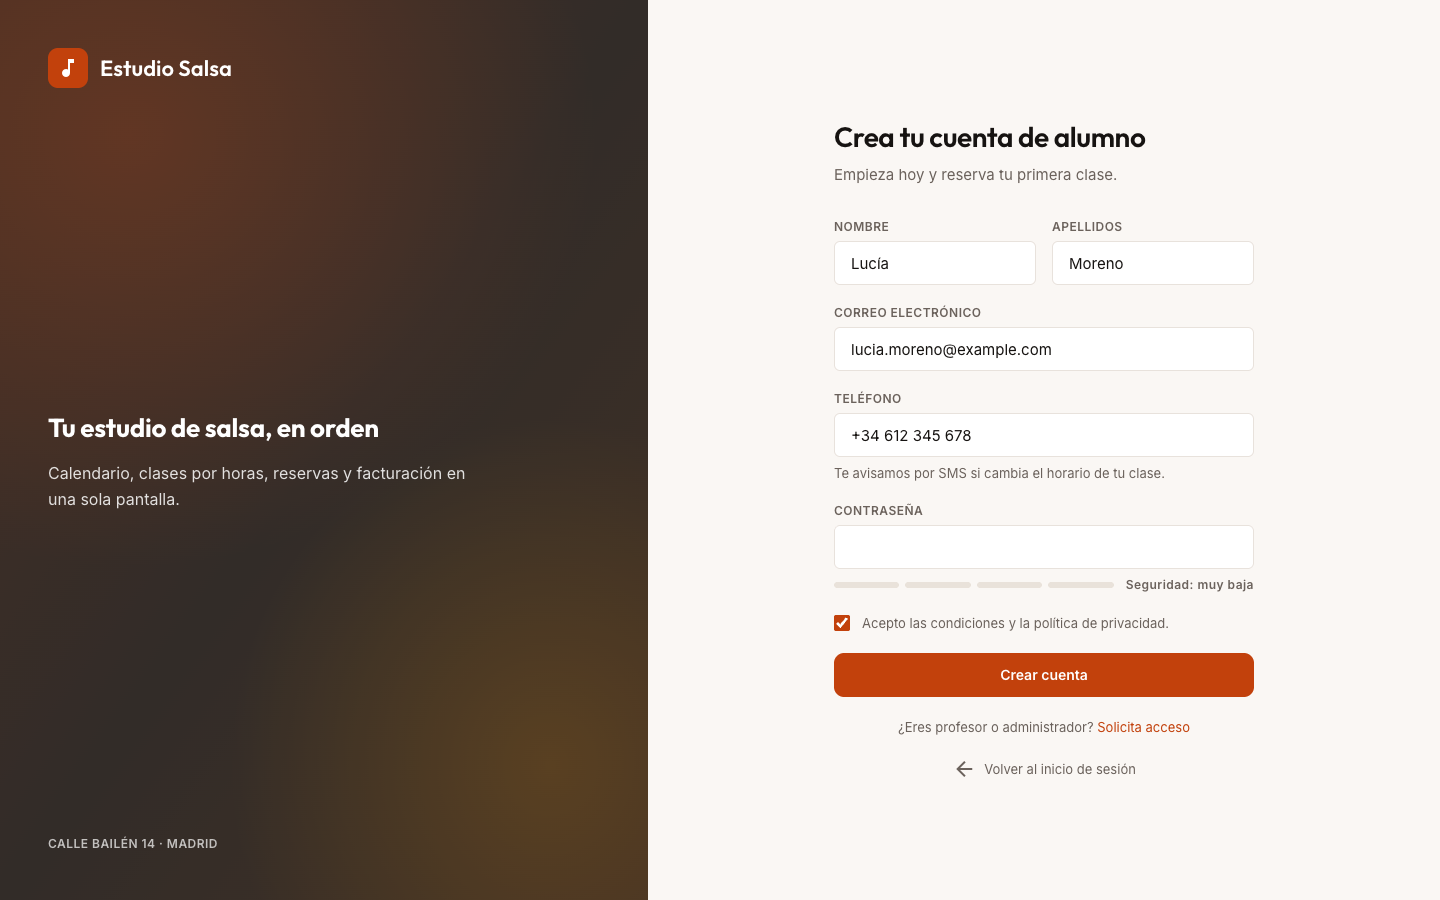 Estudio Salsa
Tu estudio de salsa, en orden
Calendario, clases por horas, reservas y facturación en
una sola pantalla.
CALLE BAILÉN 14 · MADRID
Crea tu cuenta de alumno
Empieza hoy y reserva tu primera clase.
NOMBRE
Lucía
APELLIDOS
Moreno
CORREO ELECTRÓNICO
lucia.moreno@example.com
TELÉFONO
+34 612 345 678
Te avisamos por SMS si cambia el horario de tu clase.
CONTRASEÑA
Seguridad: muy baja
Acepto las condiciones y la política de privacidad.
Crear cuenta
¿Eres profesor o administrador? Solicita acceso
Volver al inicio de sesión